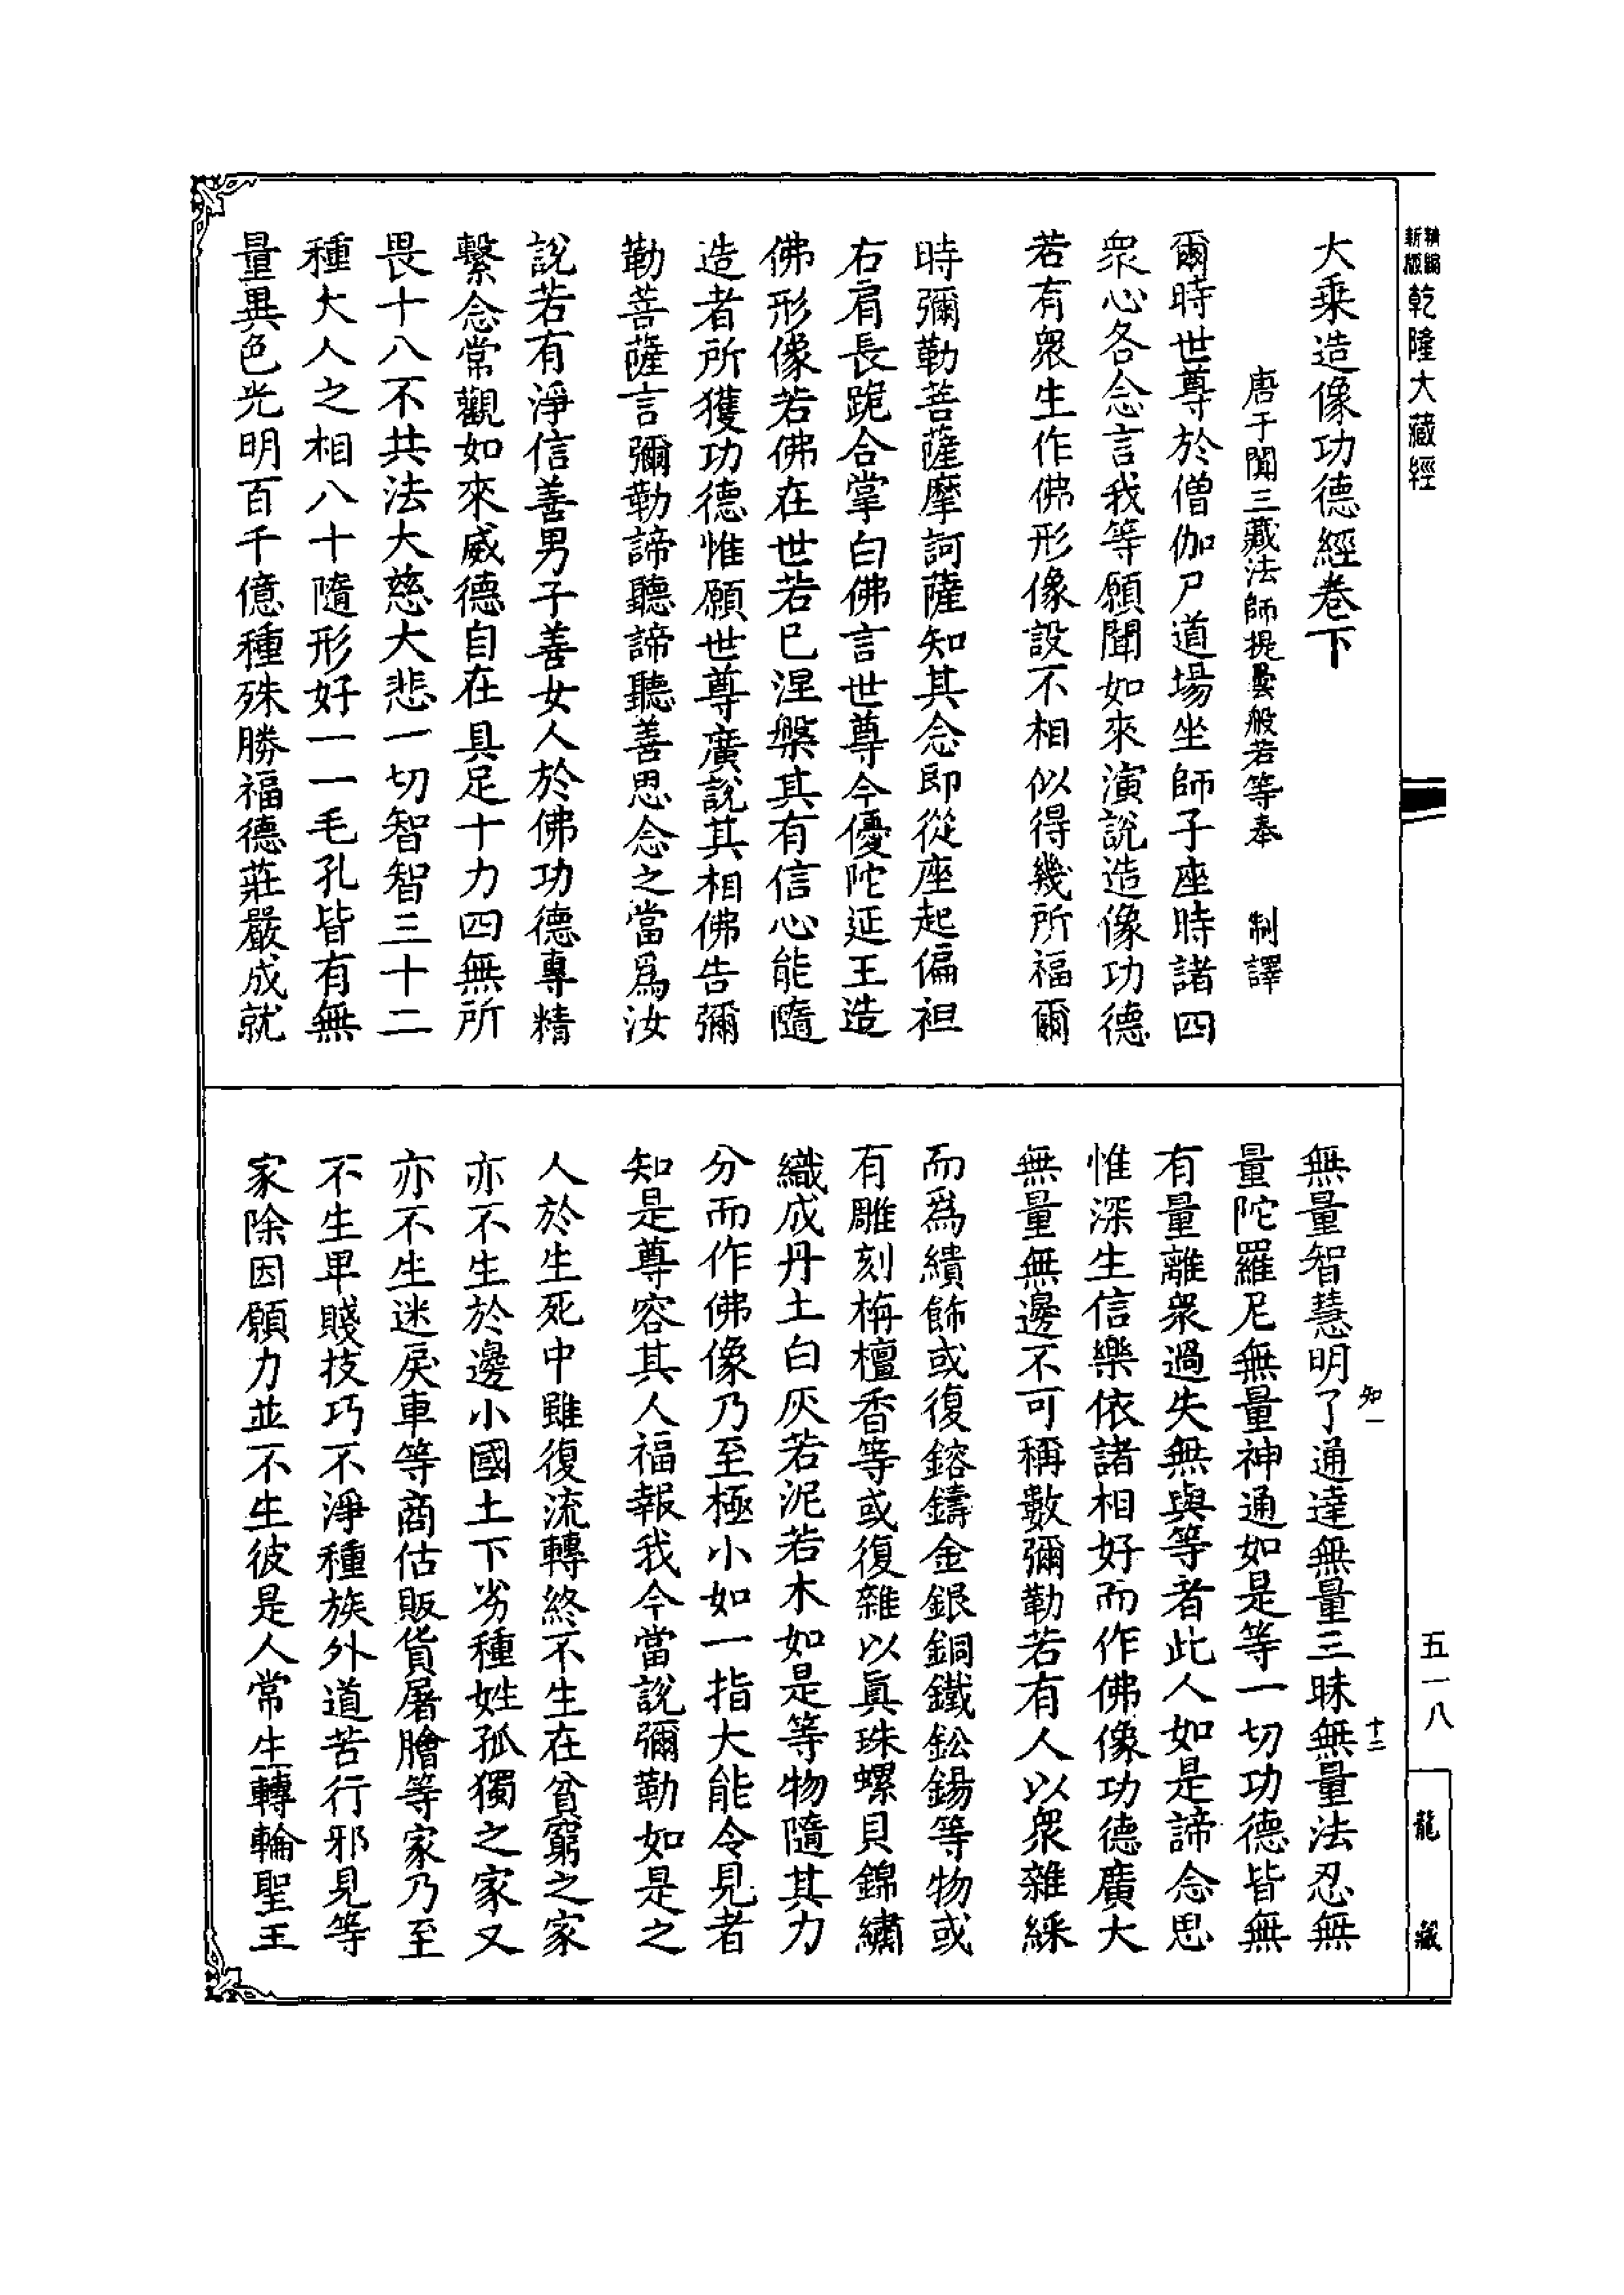 精編
新版
乾隆大藏經
大乘造像功德經卷下
唐于闐三藏法師提曇般若等奉　制譯
爾時世尊於僧伽尸道場坐師子座時諸四
衆心各念言我等願聞如來演說造像功德
若有衆生作佛形像設不相似得幾所福爾
時彌勒菩薩摩訶薩知其念即從座起偏袒
右肩長跪合掌白佛言世尊今優陀延王造
佛形像若佛在世若已涅槃其有信心能隨
造者所獲功德惟願世尊廣說其相佛告彌
勒菩薩言彌勒諦聽諦聽善思念之當爲汝
說若有淨信善男子善女人於佛功德專精
繫念常觀如來威德自在具足十力四無所
畏十八不共法大慈大悲一切智智三十二
種大人之相八十隨形好一一毛孔皆有無
量異色光明百千億種殊勝福德莊嚴成就
無量智慧明了通達無量三昧無量法忍無
量陀羅尼無量神通如是等一切功德皆無
有量離衆過失無與等者此人如是諦念思
惟深生信樂依諸相好而作佛像功德廣大
無量無邊不可稱數彌勒若有人以衆雜綵
而爲繢飾或復鎔鑄金銀銅鐵鈆錫等物或
有雕刻栴檀香等或復雜以真珠螺貝錦繡
織成丹土白灰若泥若木如是等物隨其力
分而作佛像乃至極小如一指大能令見者
知是尊容其人福報我今當說彌勒如是之
人於生死中雖復流轉終不生在貧窮之家
亦不生於邊小國土下劣種姓孤獨之家又
亦不生迷戾車等商估販貨屠膾等家乃至
不生卑賤技巧不淨種族外道苦行邪見等
家除因願力並不生彼是人常生轉輪聖王
知一
十二
五一八
龍藏